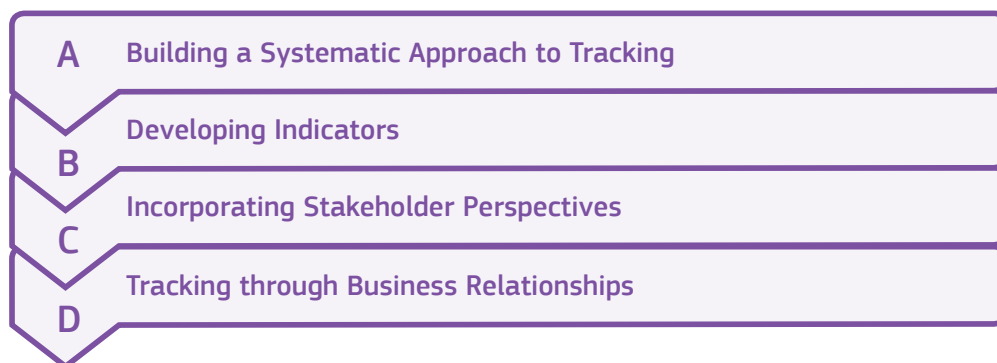 A Building a Systematic Approach to Tracking
B Developing Indicators
C Incorporating Stakeholder Perspectives
D Tracking through Business Relationships